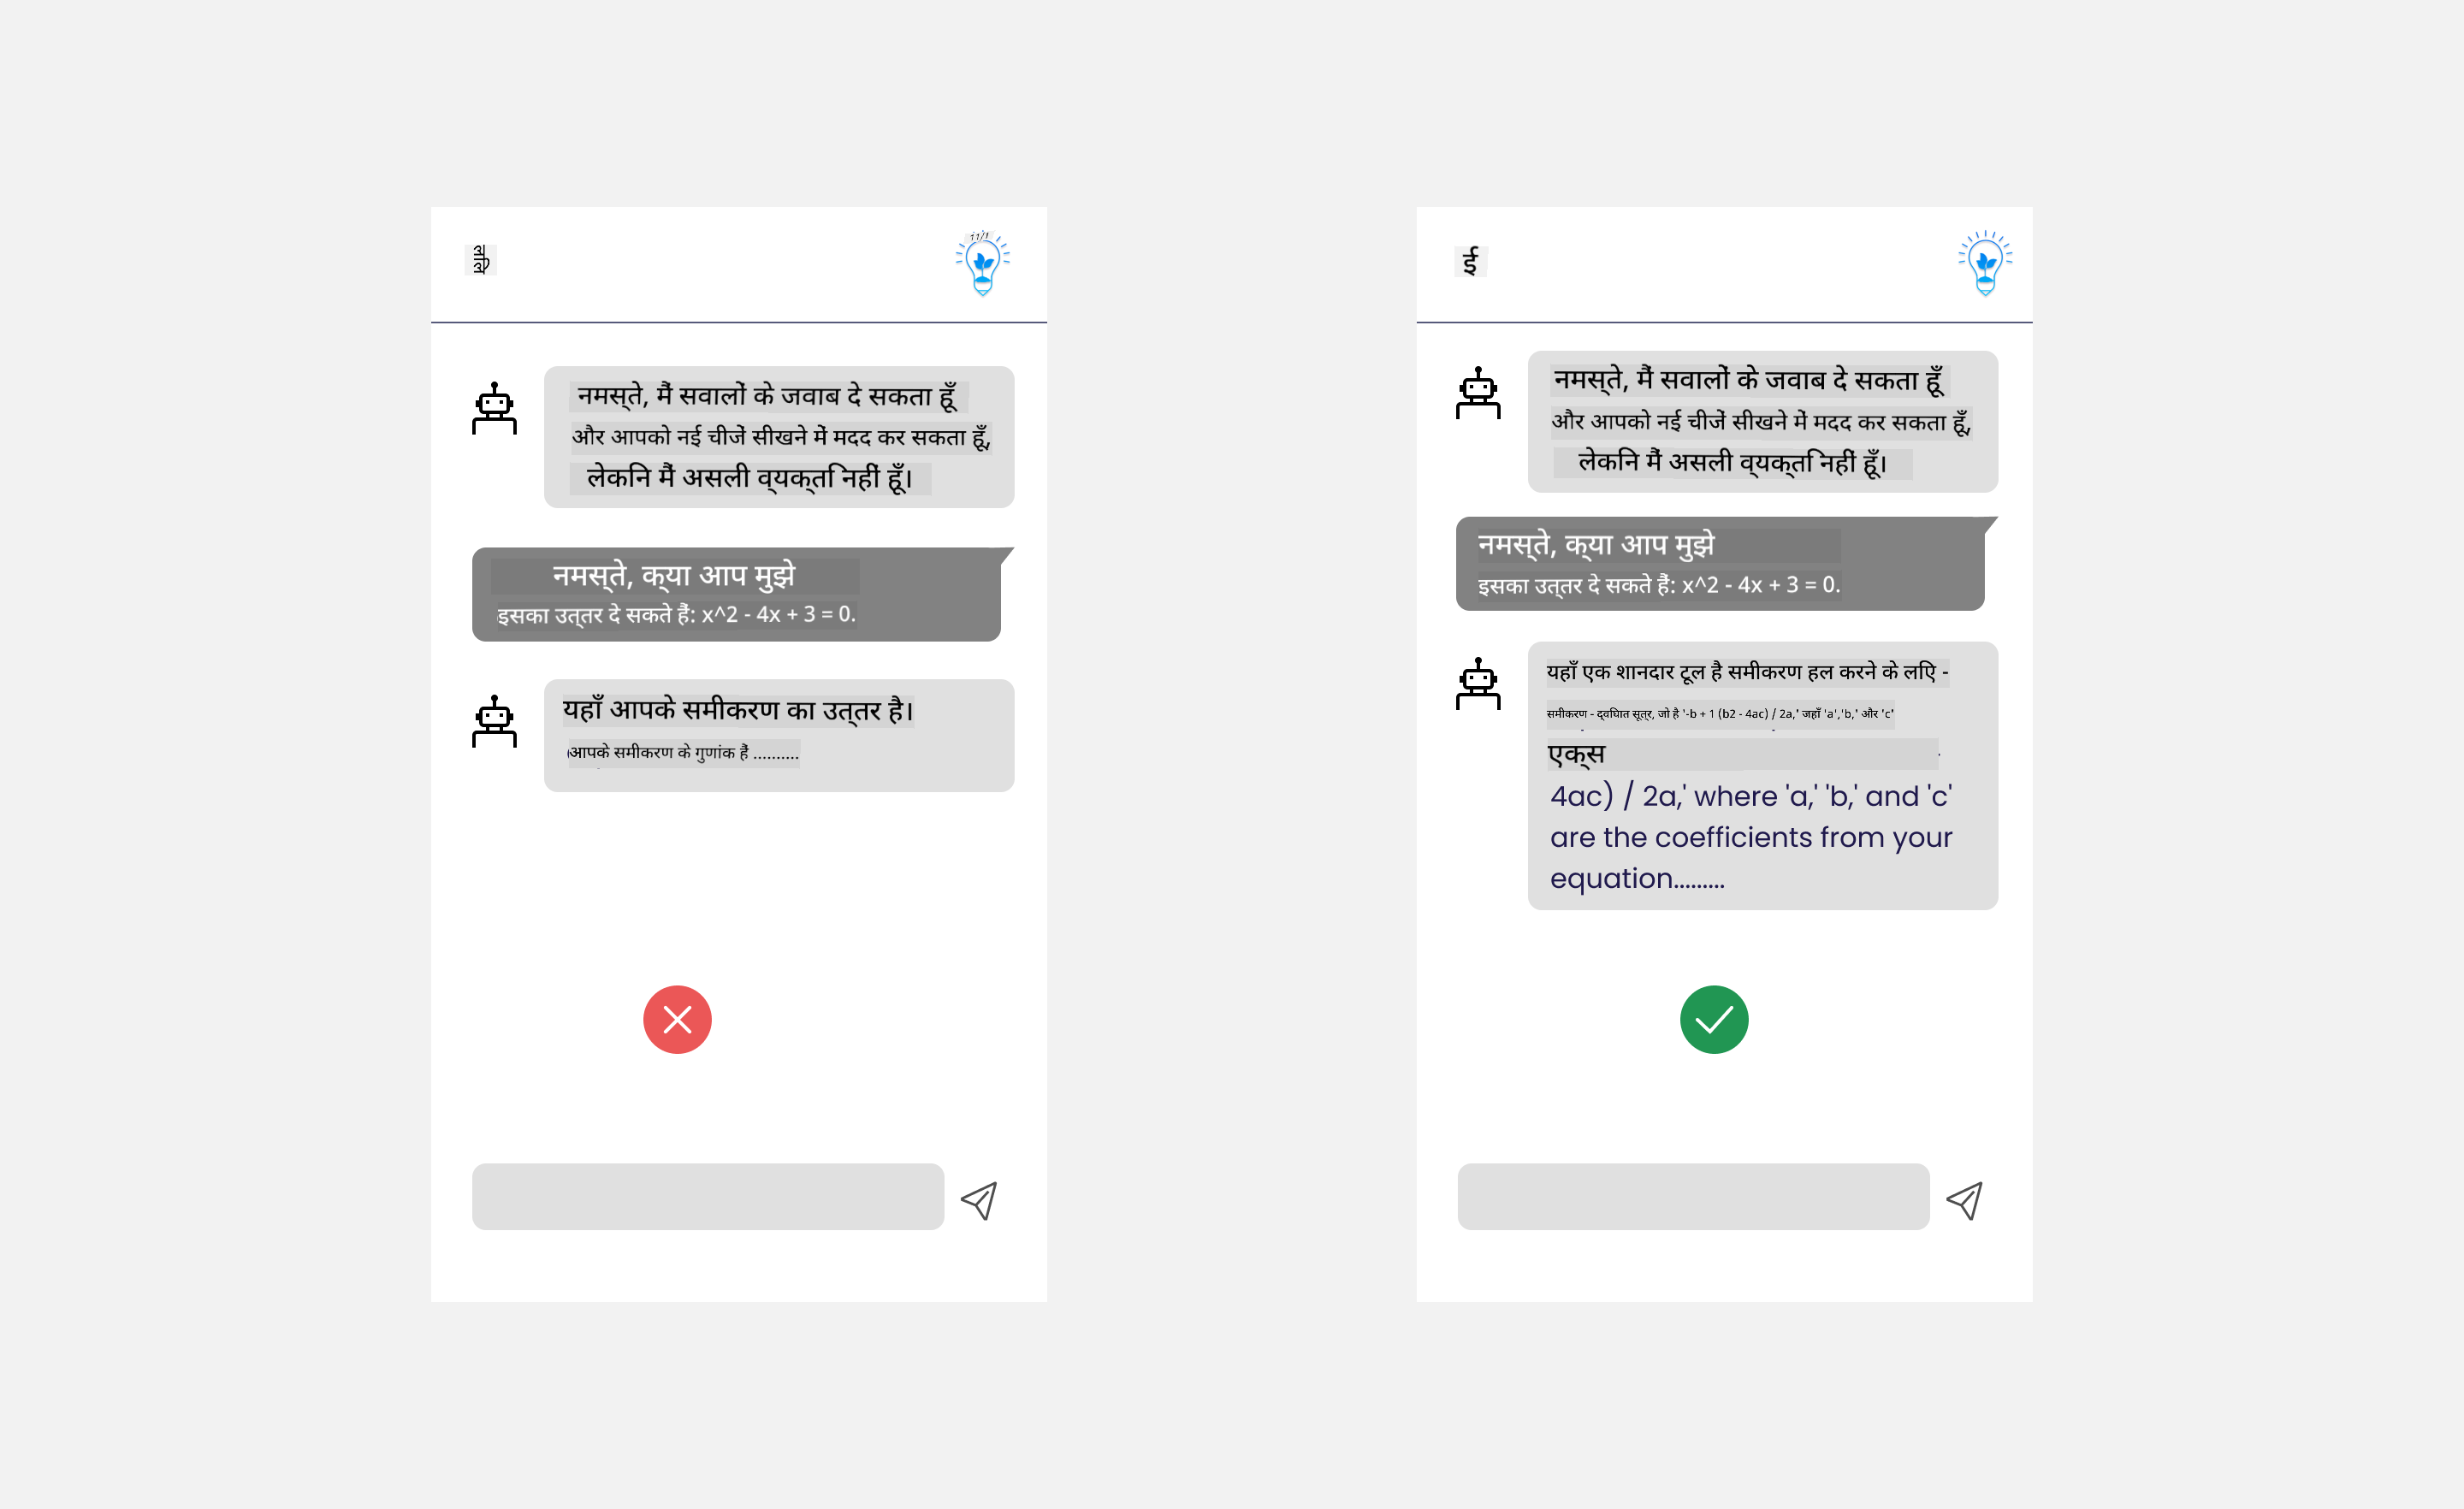 नमस्ते, मैं सवालों के जवाब दे सकता हूँ
और आपको नई चीजें सीखने में मदद कर सकता हूँ,
लेकिन मैं असली व्यक्ति नहीं हूँ।
नमस्ते, क्या आप मुझे
इसका उत्तर दे सकते हैं: x^2 - 4x + 3 = 0.
यहाँ आपके समीकरण का उत्तर है।
आपके समीकरण के गुणांक हैं ..........
ई
नमस्ते, मैं सवालों के जवाब दे सकता हूँ
और आपको नई चीजें सीखने में मदद कर सकता हूँ,
लेकिन मैं असली व्यक्ति नहीं हूँ।
नमस्ते, क्या आप मुझे
इसका उत्तर दे सकते हैं: x^2 - 4x + 3 = 0.
यहाँ एक शानदार टूल है समीकरण हल करने के लिए -
समीकरण - द्विघात सूत्र, जो है '-b + 1 (b2 - 4ac) / 2a,' जहाँ 'a','b,' और 'c'
एक्स
4ac) / 2a,' where 'a,' 'b,' and 'c'
are the coefficients from your
equation.........